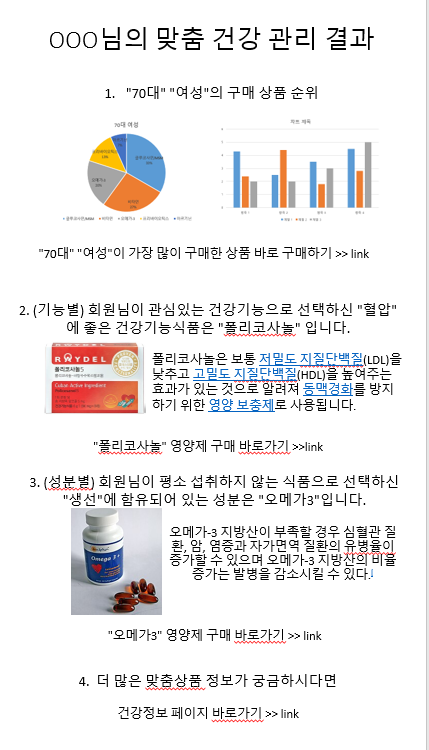 OOO님의 맞춤 건강 관리 결과
1. "70대" "여성"의 구매 상품 순위
70대 여성
차트 제목
"70대" "여성"이 가장 많이 구매한 상품 바로 구매하기 >> link
2. (기능별) 회원님이 관심있는 건강기능으로 선택하신 "혈압"
에 좋은 건강기능식품은 "폴리코사놀" 입니다.
RAYDEL
폴리코사놀5
Cuban Active Ingredient
폴리코사놀은 보통 저밀도 지질단백질(LDL)을
낮추고 고밀도 지질단백질(HDL)을 높여주는
효과가 있는 것으로 알려져 동맥경화를 방지
하기 위한 영양 보충제로 사용됩니다.
"폴리코사놀" 영양제 구매 바로가기 >>link
3. (성분별) 회원님이 평소 섭취하지 않는 식품으로 선택하신
"생선"에 함유되어 있는 성분은 "오메가3"입니다.
Omega 3
오메가-3 지방산이 부족할 경우 심혈관 질
환, 암, 염증과 자가면역 질환의 유병율이
증가할 수 있으며 오메가-3 지방산의 비율
증가는 발병을 감소시킬 수 있다.
"오메가3" 영양제 구매 바로가기 >> link
4. 더 많은 맞춤상품 정보가 궁금하시다면
건강정보 페이지 바로가기 >> link